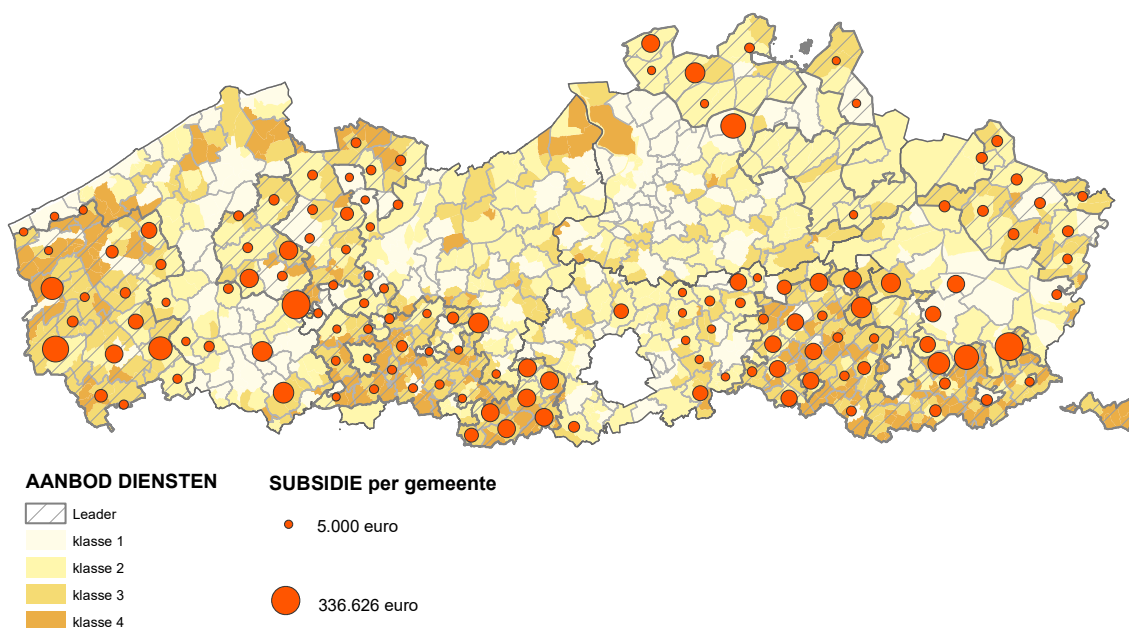 AANBOD DIENSTEN
Leader
klasse 1
klasse 2
klasse 3
klasse 4
SUBSIDIE per gemeente
5.000 euro
336.626 euro